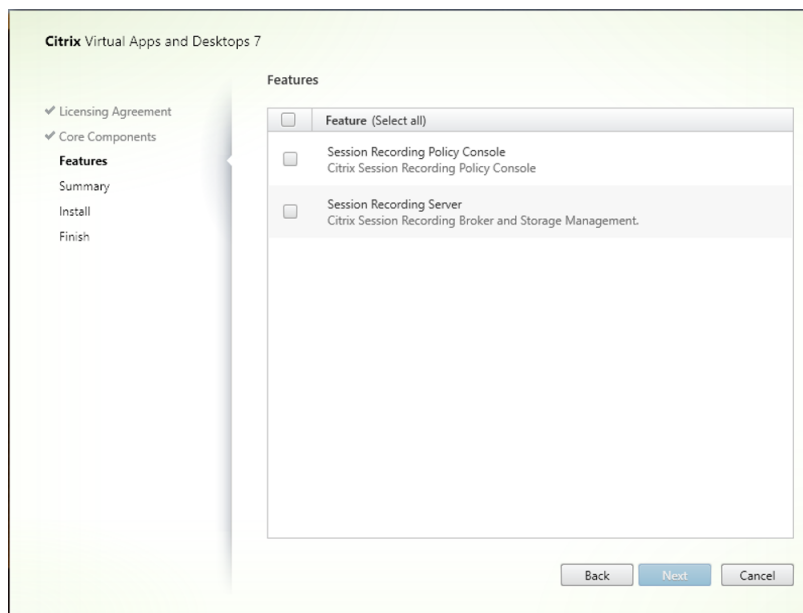 Citrix Virtual Apps and Desktops 7
Features
Licensing Agreement
Core Components
Features
Summary
Install
Finish
Feature (Select all)
Session Recording Policy Console
Citrix Session Recording Policy Console
Session Recording Server
Citrix Session Recording Broker and Storage Management.
Back
Next
Cancel